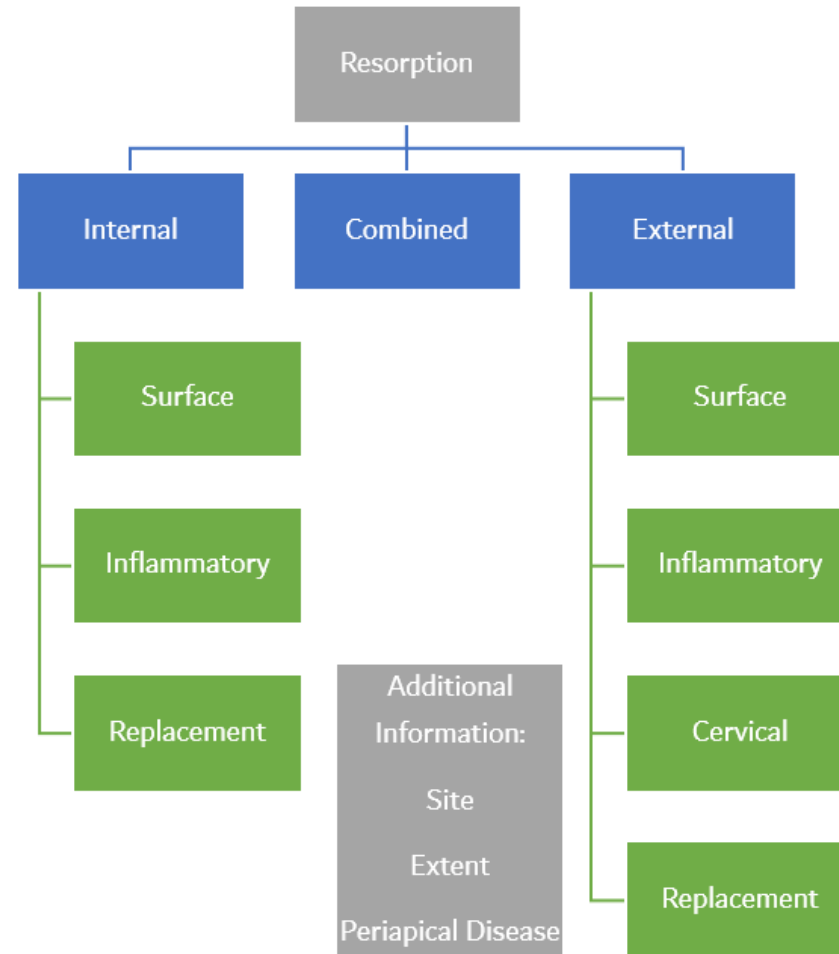 Resorption
Internal
Combined
External
Surface
Surface
Inflammatory
Inflammatory
Replacement
Additional
Information:
Site
Extent
Periapical Disease
Cervical
Replacement